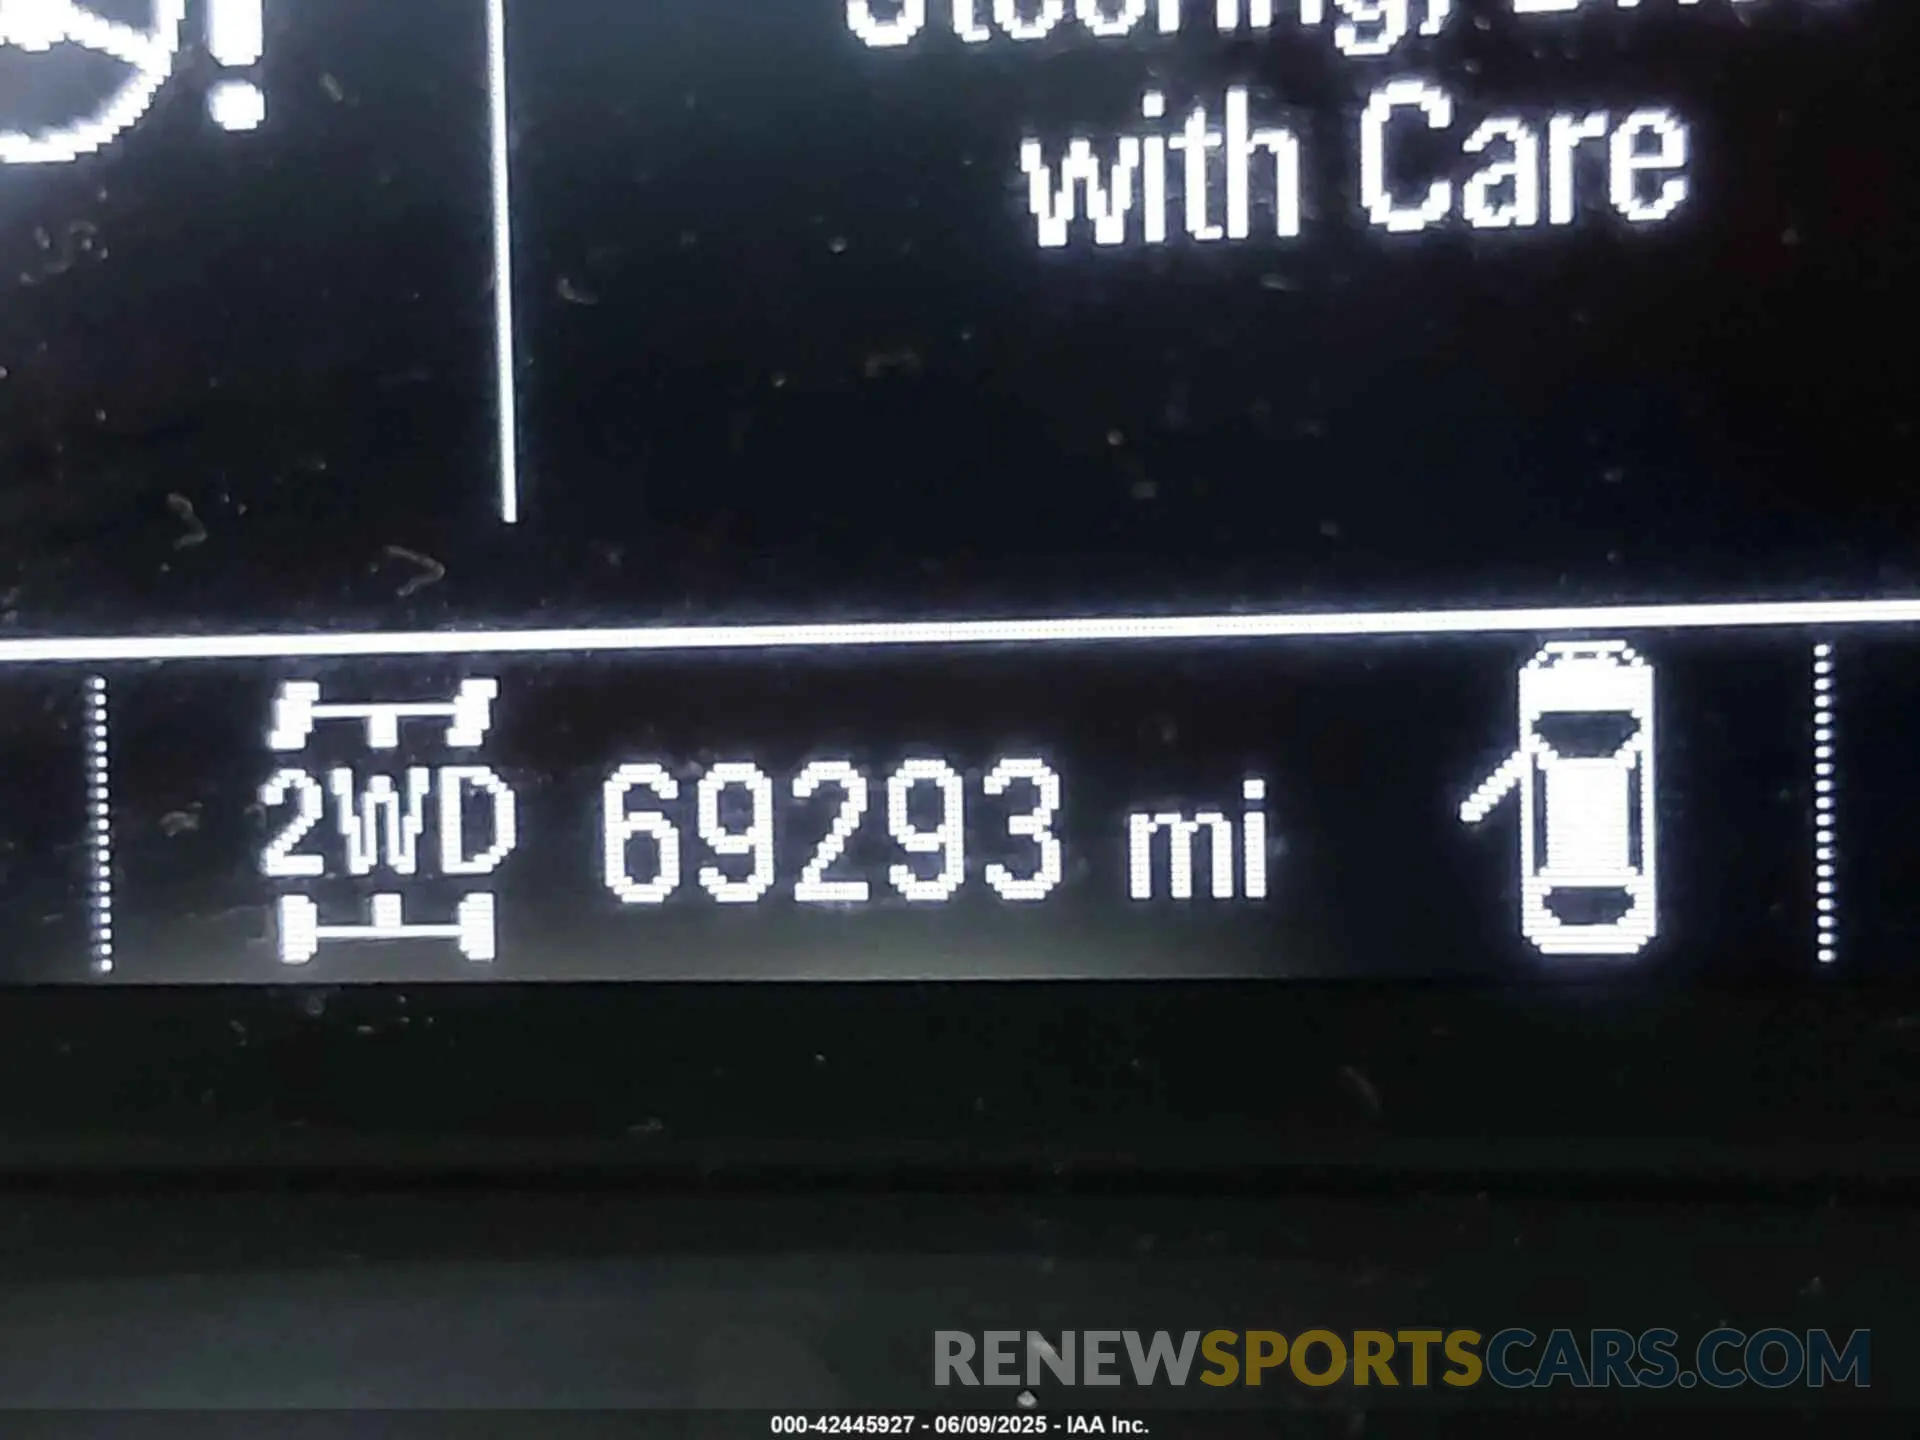 with Care
2WD 69293 mi
RENEWSPORTSCARS.COM
000-42445927 - 06/09/2025 - IAA Inc.